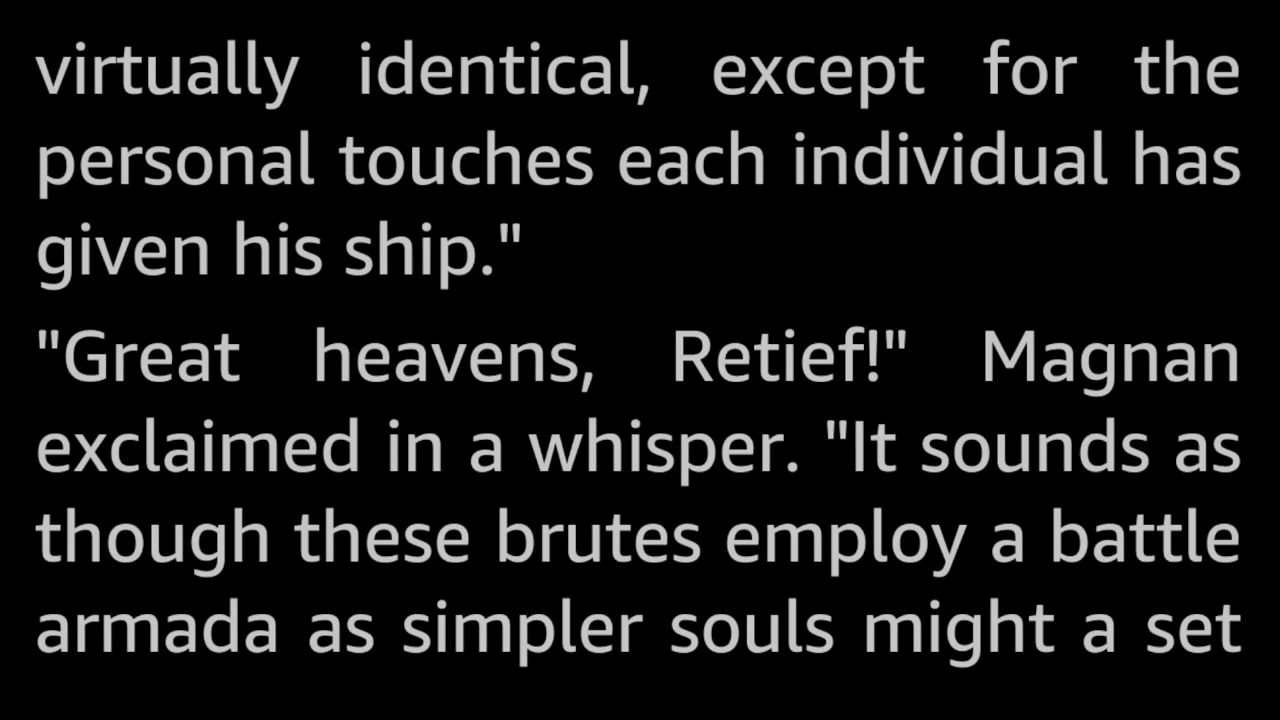 virtually identical, except for the
personal touches each individual has
given his ship."
"Great heavens, Retief!" Magnan
exclaimed in a whisper. "It sounds as
though these brutes employ a battle
armada as simpler souls might a set